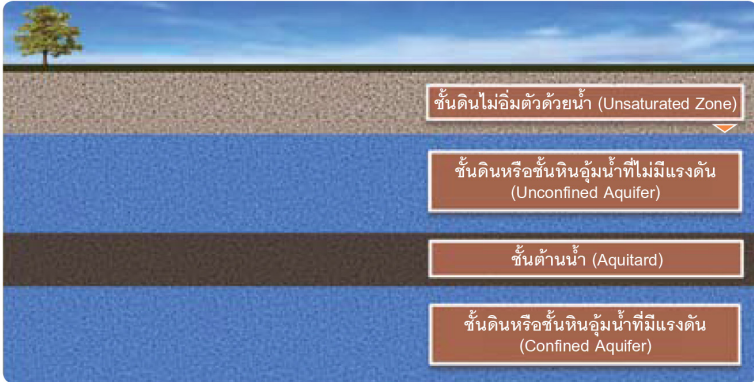 ชั้นดินไม่อิ่มตัวด้วยน้ำ (Unsaturated Zone)
ชั้นดินหรือชั้นหินอุ้มน้ำที่ไม่มีแรงดัน
(Unconfined Aquifer)
ชั้นต้านน้ำ (Aquitard)
ชั้นดินหรือชั้นหินอุ้มน้ำที่มีแรงดัน
(Confined Aquifer)